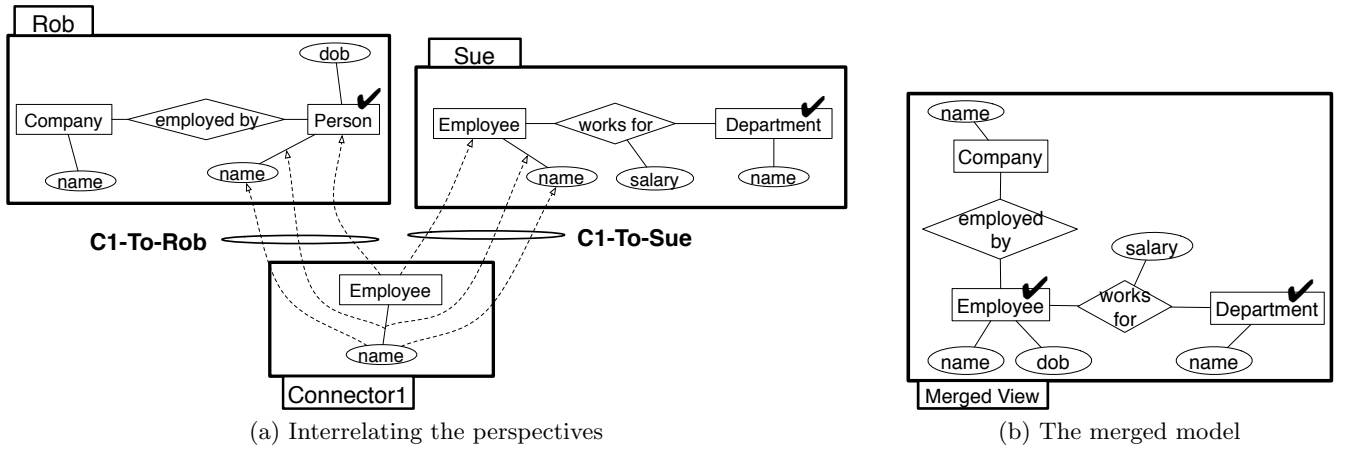 Rob
dob
Company
employed by
Person
name
name
Sue
Employee
works for
Department
name
salary
name
C1-To-Rob
C1-To-Sue
Employee
name
Connector1
(a) Interrelating the perspectives
name
Company
employed
by
salary
Employee
works
for
Department
name
dob
name
Merged View
(b) The merged model